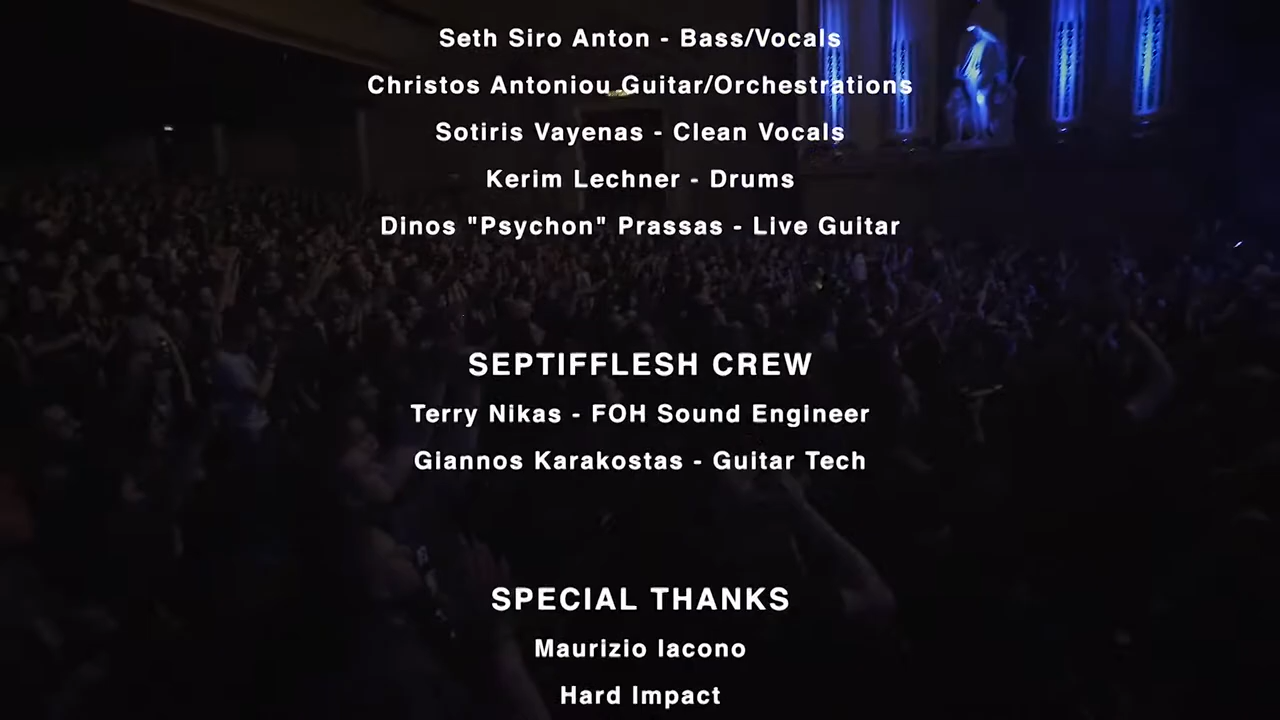 Seth Siro Anton - Bass/Vocals
Christos Antoniou -Guitar/Orchestrations
Sotiris Vayenas - Clean Vocals
Kerim Lechner - Drums
Dinos "Psychon" Prassas - Live Guitar
SEPTIFFLESH CREW
Terry Nikas - FOH Sound Engineer
Giannos Karakostas - Guitar Tech
SPECIAL THANKS
Maurizio Iacono
Hard Impact